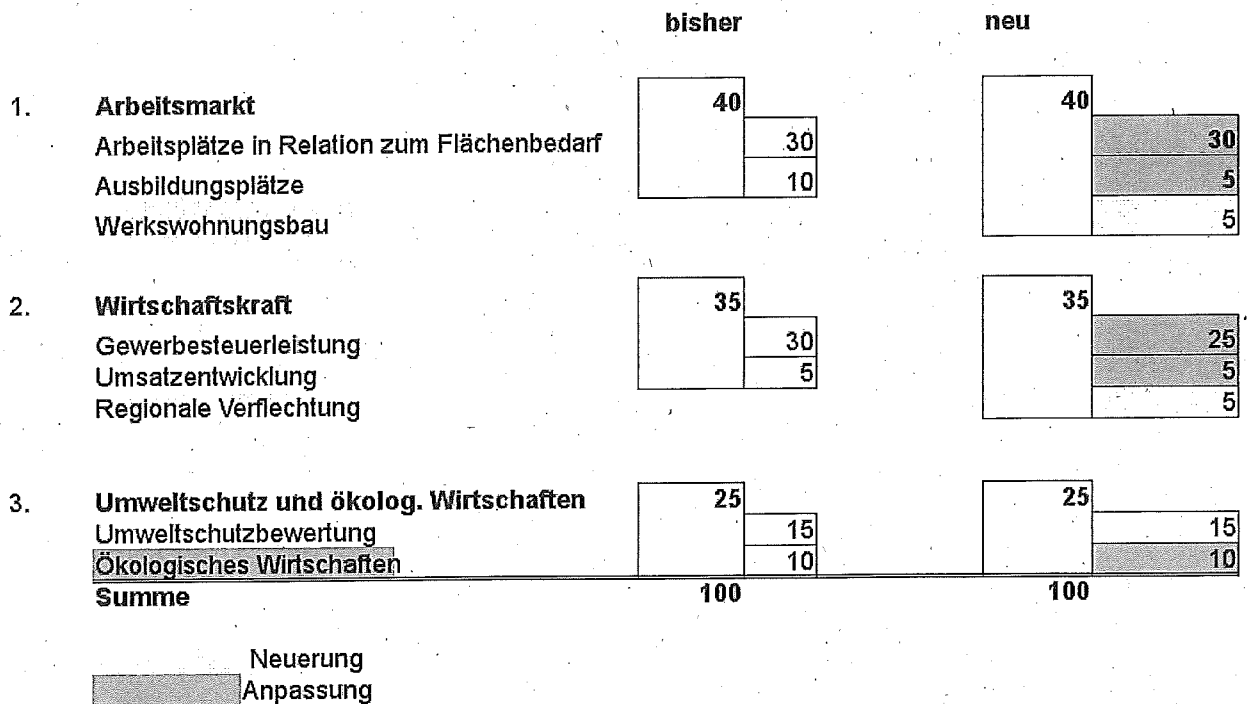 bisher neu
1. Arbeitsmarkt 40 40
Arbeitsplätze in Relation zum Flächenbedarf 30 30
Ausbildungsplätze 10 5
Werkswohnungsbau 5
2. Wirtschaftskraft 35 35
Gewerbesteuerleistung 30 25
Umsatzentwicklung 5 5
Regionale Verflechtung 5
3. Umweltschutz und ökolog. Wirtschaften 25 25
Umweltschutzbewertung 15 15
Ökologisches Wirtschaften 10 10
Summe 100 100
Neuerung
Anpassung